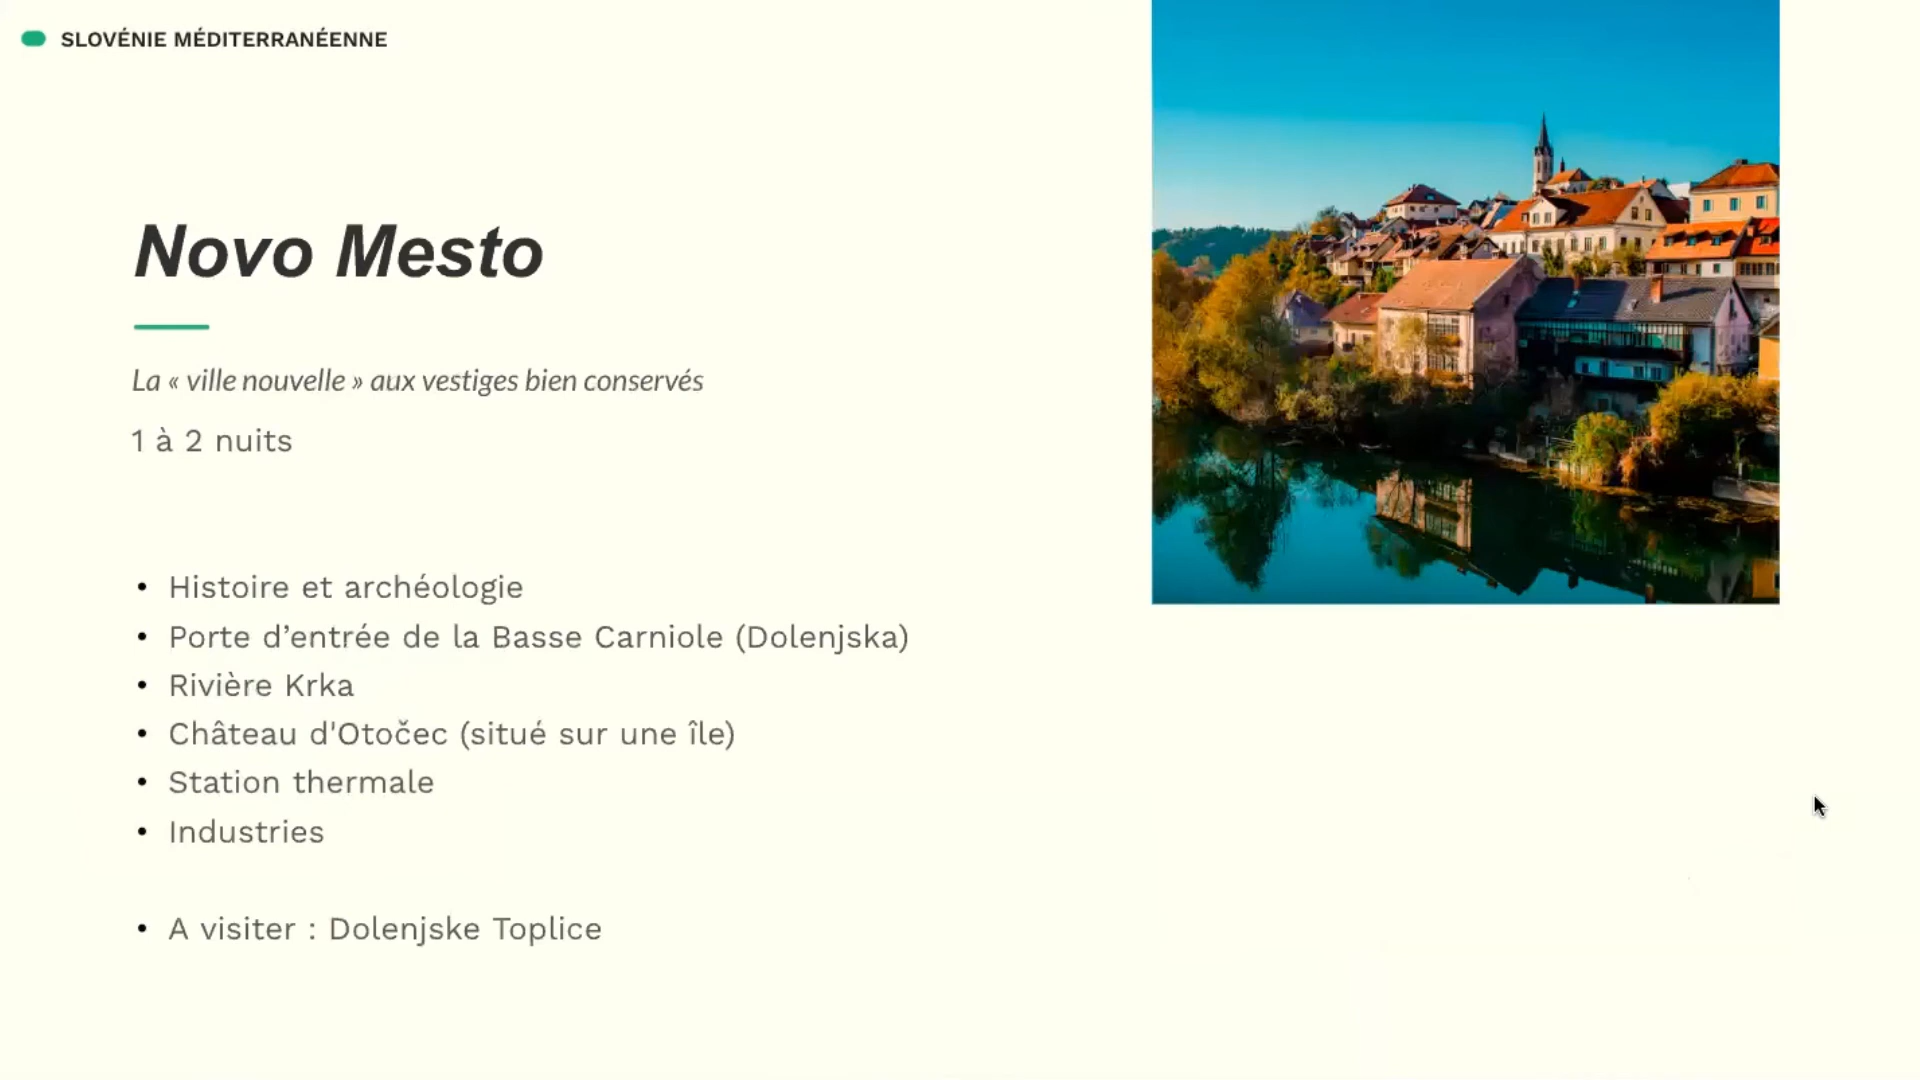 SLOVÉNIE MÉDITERRANÉENNE
Novo Mesto
La « ville nouvelle » aux vestiges bien conservés
1 à 2 nuits
• Histoire et archéologie
• Porte d’entrée de la Basse Carniole (Dolenjska)
• Rivière Krka
• Château d'Otočec (situé sur une île)
• Station thermale
• Industries
• A visiter : Dolenjske Toplice